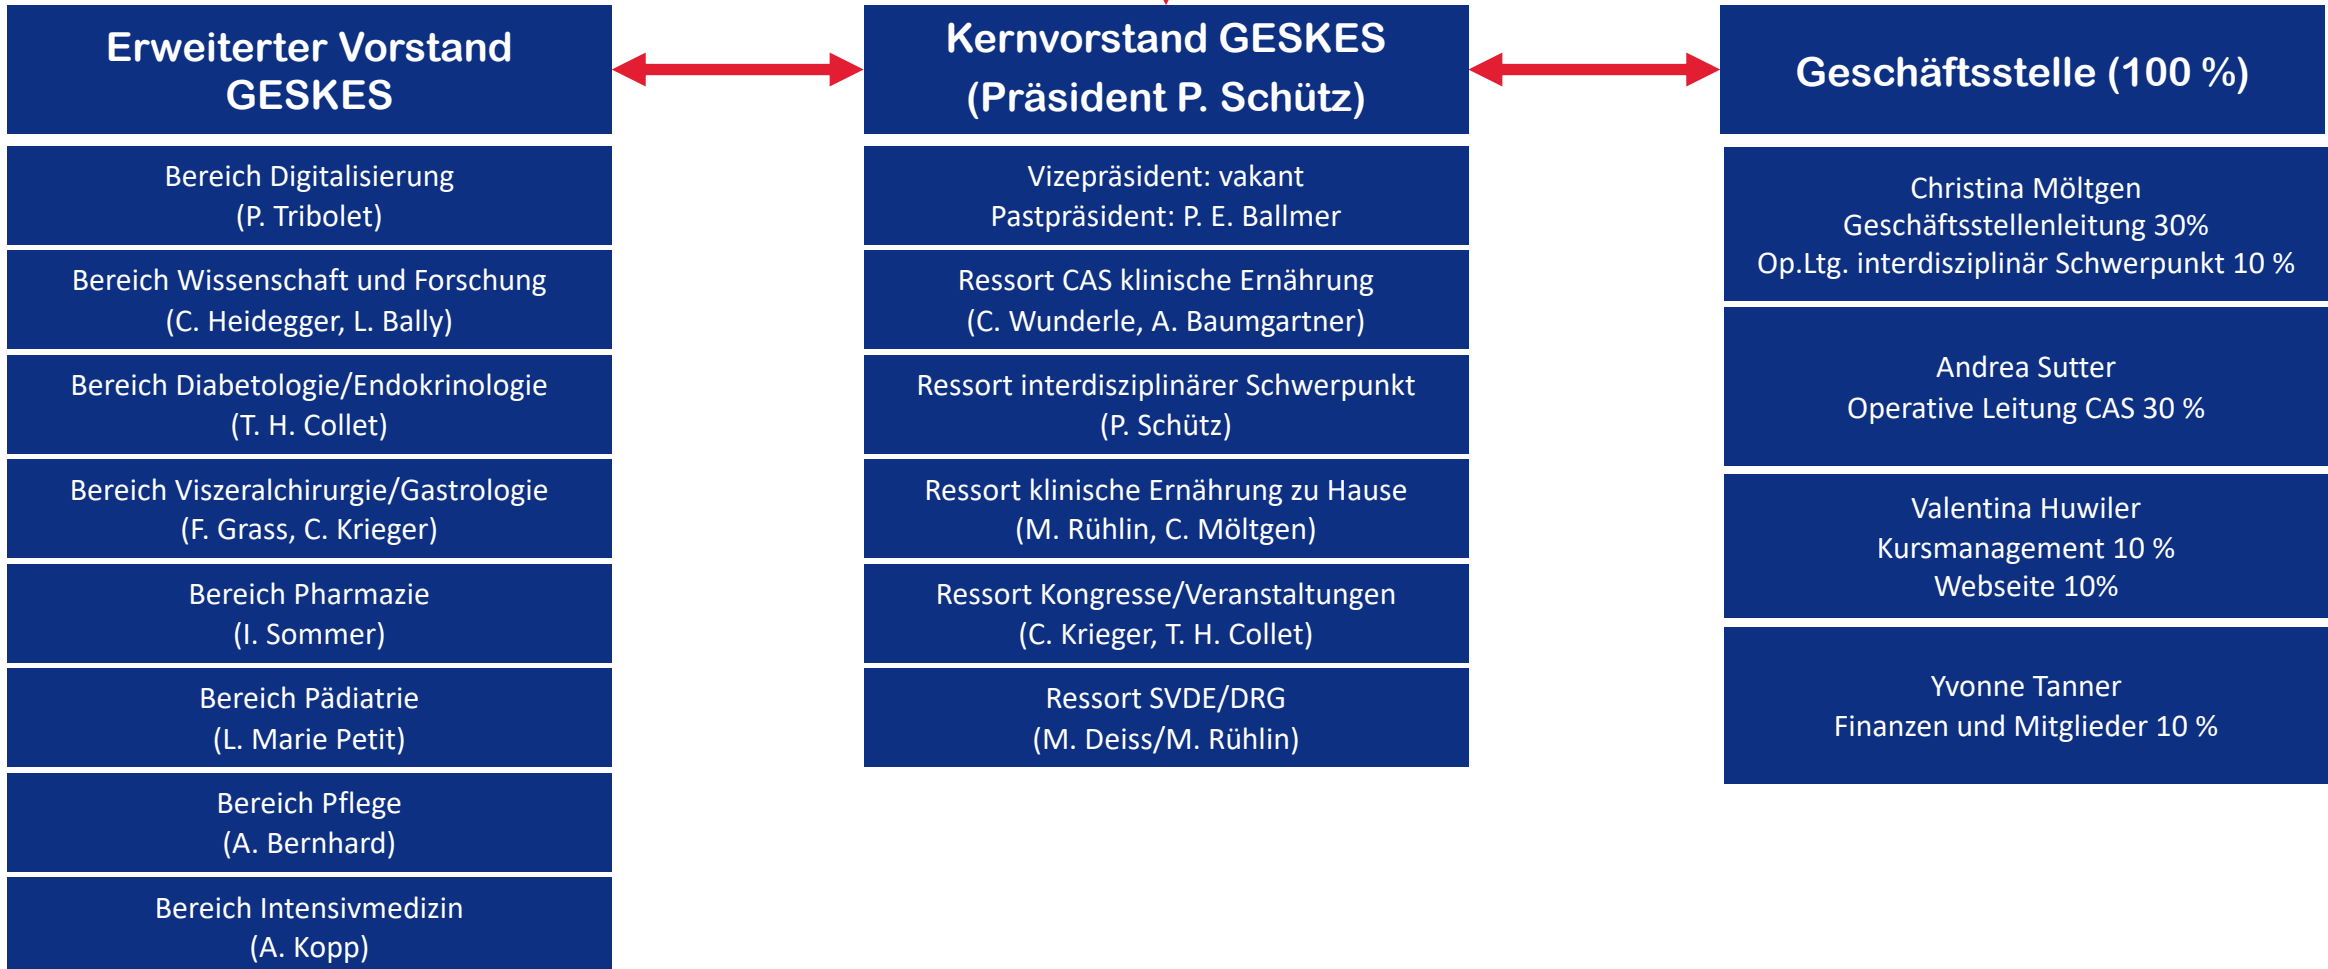 Erweiterter Vorstand
GESKES
Bereich Digitalisierung
(P. Tribolet)
Bereich Wissenschaft und Forschung
(C. Heidegger, L. Bally)
Bereich Diabetologie/Endokrinologie
(T. H. Collet)
Bereich Viszeralchirurgie/Gastrologie
(F. Grass, C. Krieger)
Bereich Pharmazie
(I. Sommer)
Bereich Pädiatrie
(L. Marie Petit)
Bereich Pflege
(A. Bernhard)
Bereich Intensivmedizin
(A. Kopp)
Kernvorstand GESKES
(Präsident P. Schütz)
Vizepräsident: vakant
Pastpräsident: P. E. Ballmer
Ressort CAS klinische Ernährung
(C. Wunderle, A. Baumgartner)
Ressort interdisziplinärer Schwerpunkt
(P. Schütz)
Ressort klinische Ernährung zu Hause
(M. Rühlin, C. Möltgen)
Ressort Kongresse/Veranstaltungen
(C. Krieger, T. H. Collet)
Ressort SVDE/DRG
(M. Deiss/M. Rühlin)
Geschäftsstelle (100 %)
Christina Möltgen
Geschäftsstellenleitung 30%
Op.Ltg. interdisziplinär Schwerpunkt 10 %
Andrea Sutter
Operative Leitung CAS 30 %
Valentina Huwiler
Kursmanagement 10 %
Webseite 10%
Yvonne Tanner
Finanzen und Mitglieder 10 %